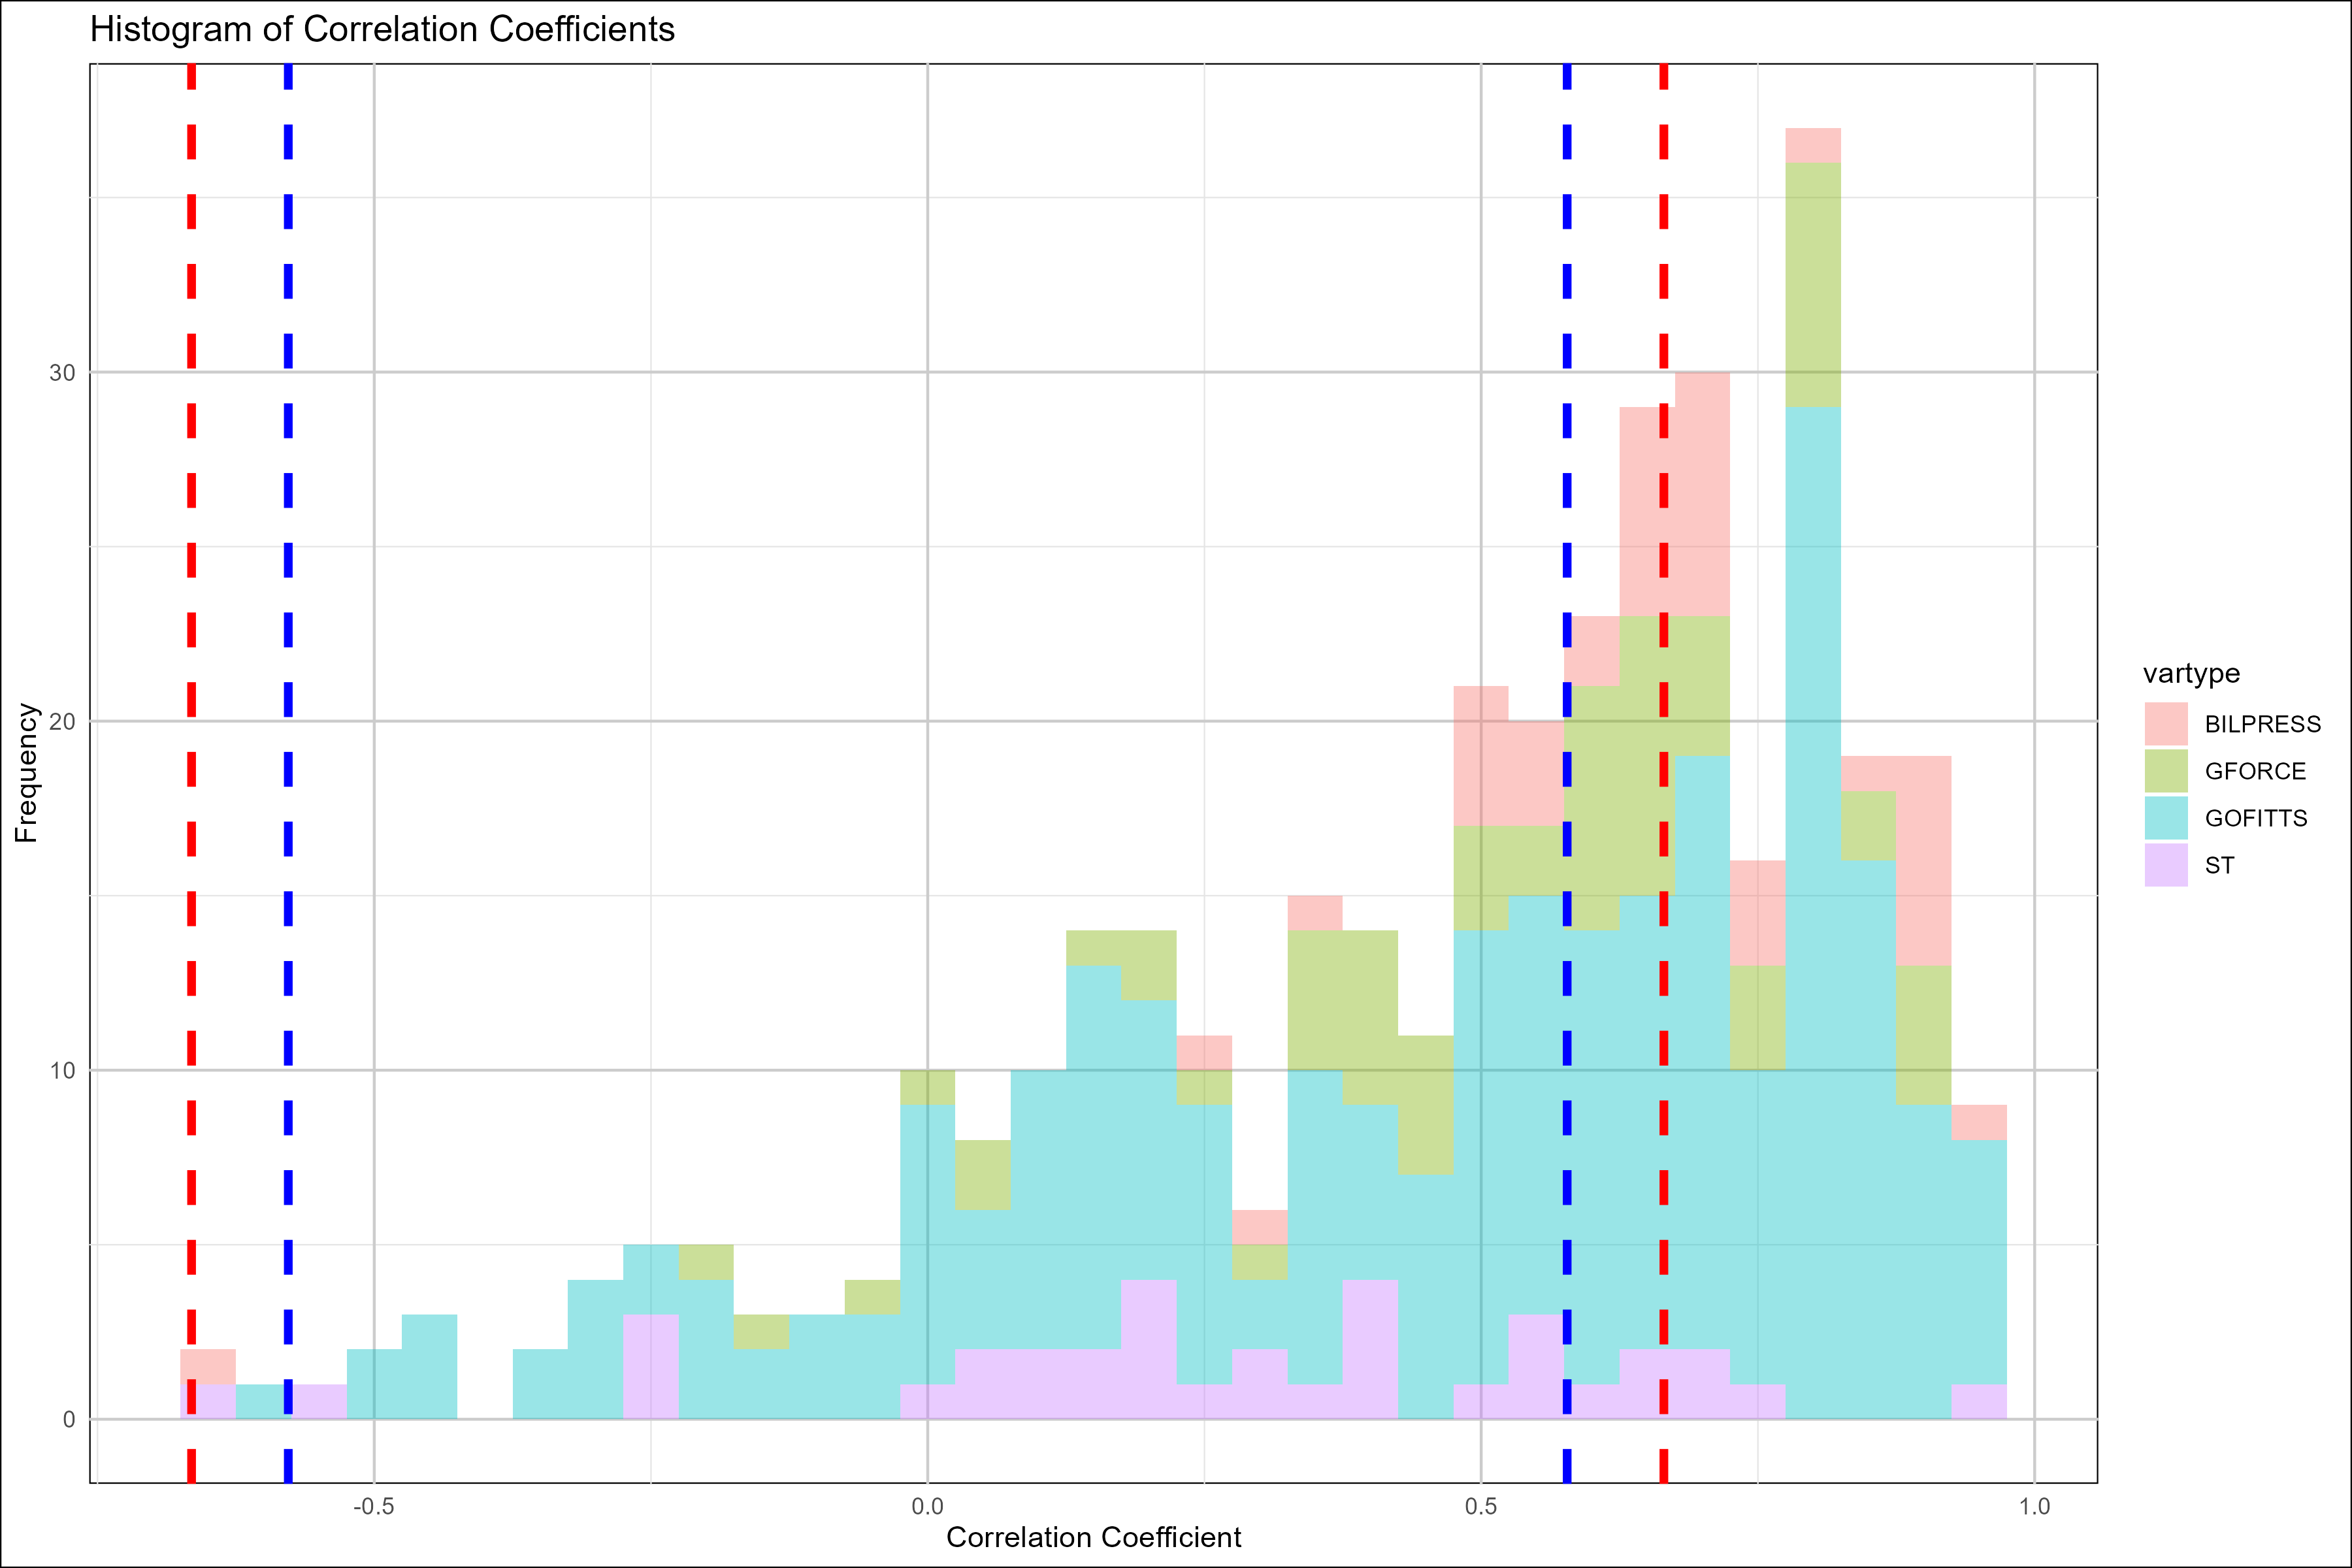 Histogram of Correlation Coefficients
Frequency
30
20
10
0
-0.5
0.0
0.5
1.0
Correlation Coefficient
vartype
BILPRESS
GFORCE
GOFITTS
ST